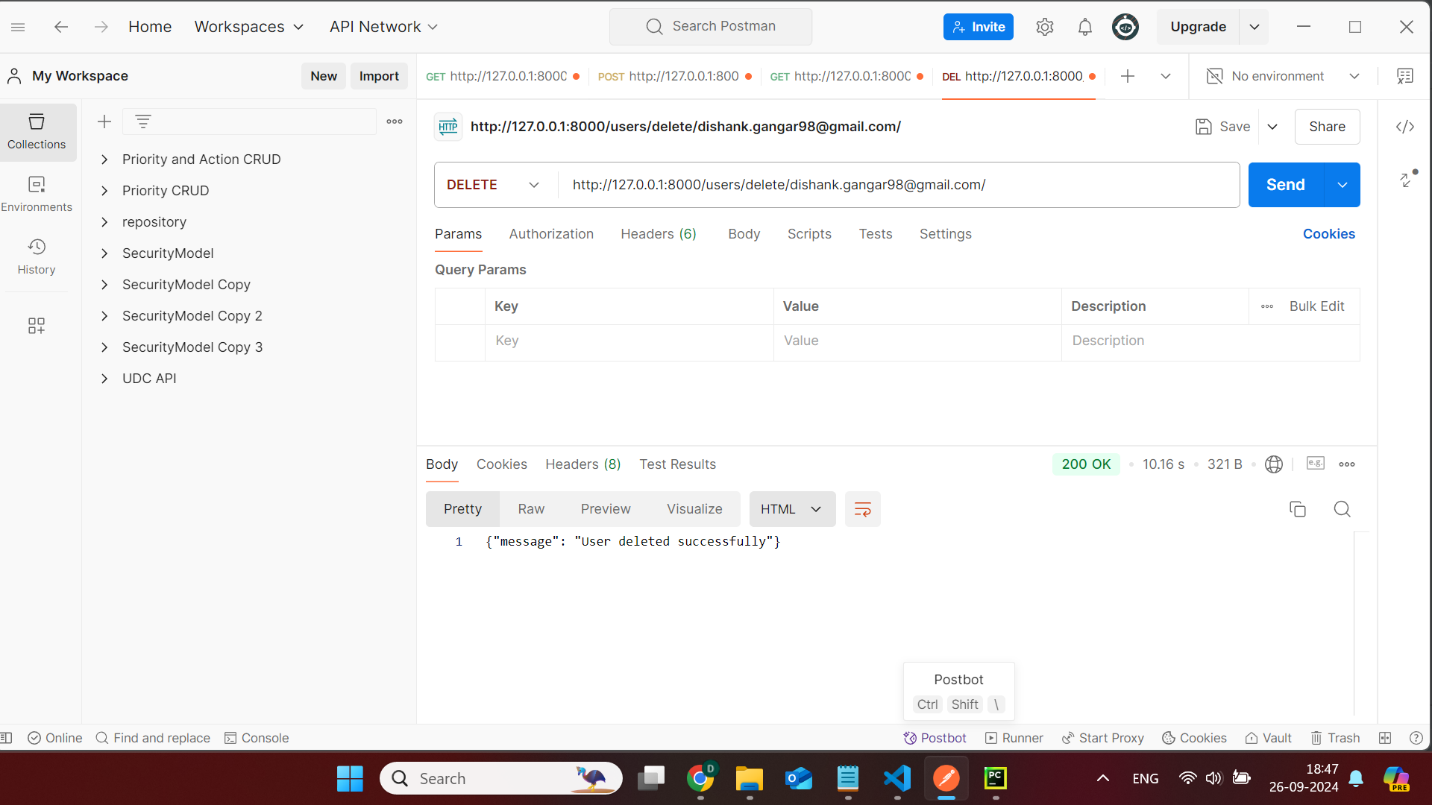 Home Workspaces API Network Search Postman Invite Upgrade
My Workspace New Import GET http://127.0.0.1:8000 POST http://127.0.0.1:800 GET http://127.0.0.1:8000 DEL http://127.0.0.1:8000 No environment
Collections
Environments
History
Priority and Action CRUD
Priority CRUD
repository
SecurityModel
SecurityModel Copy
SecurityModel Copy 2
SecurityModel Copy 3
UDC API
HTTP http://127.0.0.1:8000/users/delete/dishank.gangar98@gmail.com/ Save Share
DELETE http://127.0.0.1:8000/users/delete/dishank.gangar98@gmail.com/ Send
Params Authorization Headers (6) Body Scripts Tests Settings Cookies
Query Params
Key Value Description Bulk Edit
Key Value Description
Body Cookies Headers (8) Test Results 200 OK 10.16 s 321 B e.g.
Pretty Raw Preview Visualize HTML
1 {"message": "User deleted successfully"}
Postbot
Ctrl Shift \
Online Find and replace Console Postbot Runner Start Proxy Cookies Vault Trash
Search D PC ENG 18:47 PRE
26-09-2024